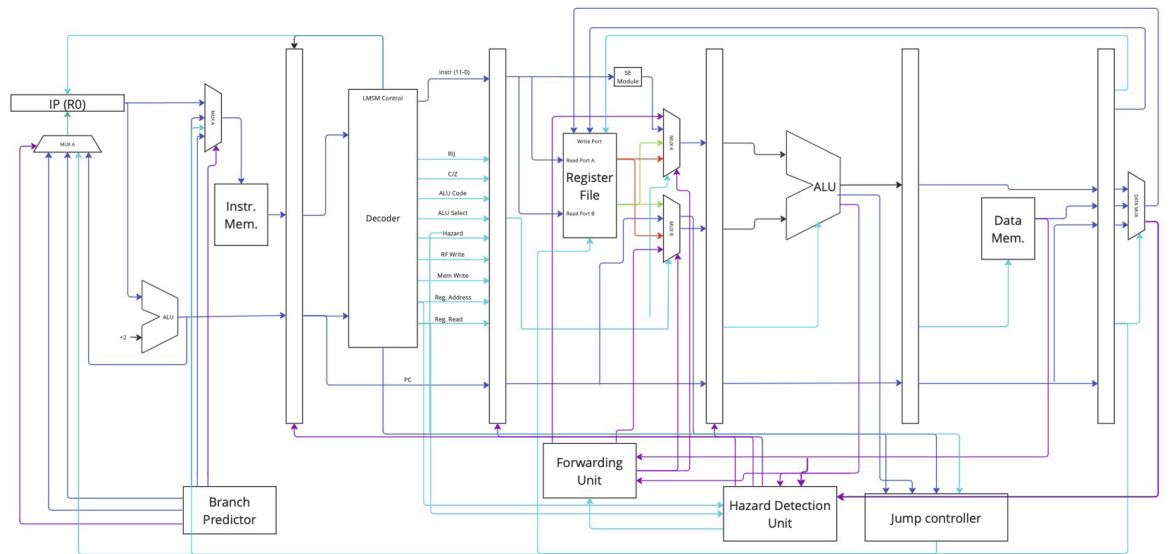 Instr (11-0)
SE
Module
LMSM Control
IP (R0)
MUX A
MUX A
MUX A
Write Port
Read Port A
Register
File
Read Port B
MUX B
RIJ
C/Z
ALU Code
ALU Select
Hazard
RF Write
Mem Write
Reg. Address
Reg. Read
Decoder
Instr.
Mem.
ALU
Data
Mem.
DATA MUX
ALU
+2
PC
Forwarding
Unit
Branch
Predictor
Hazard Detection
Unit
Jump controller